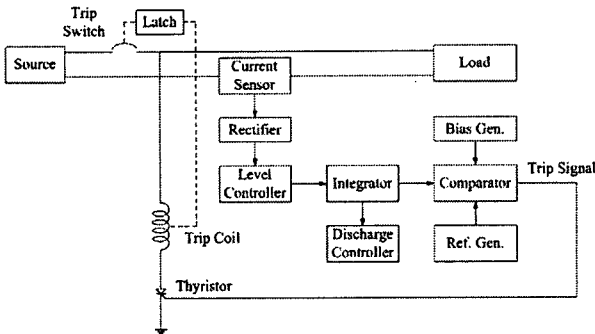 Trip
Switch
Latch
Source
Current
Sensor
Load
Rectifier
Bias Gen.
Level
Controller
Integrator
Comparator
Trip Signal
Trip Coil
Discharge
Controller
Ref. Gen.
Thyristor